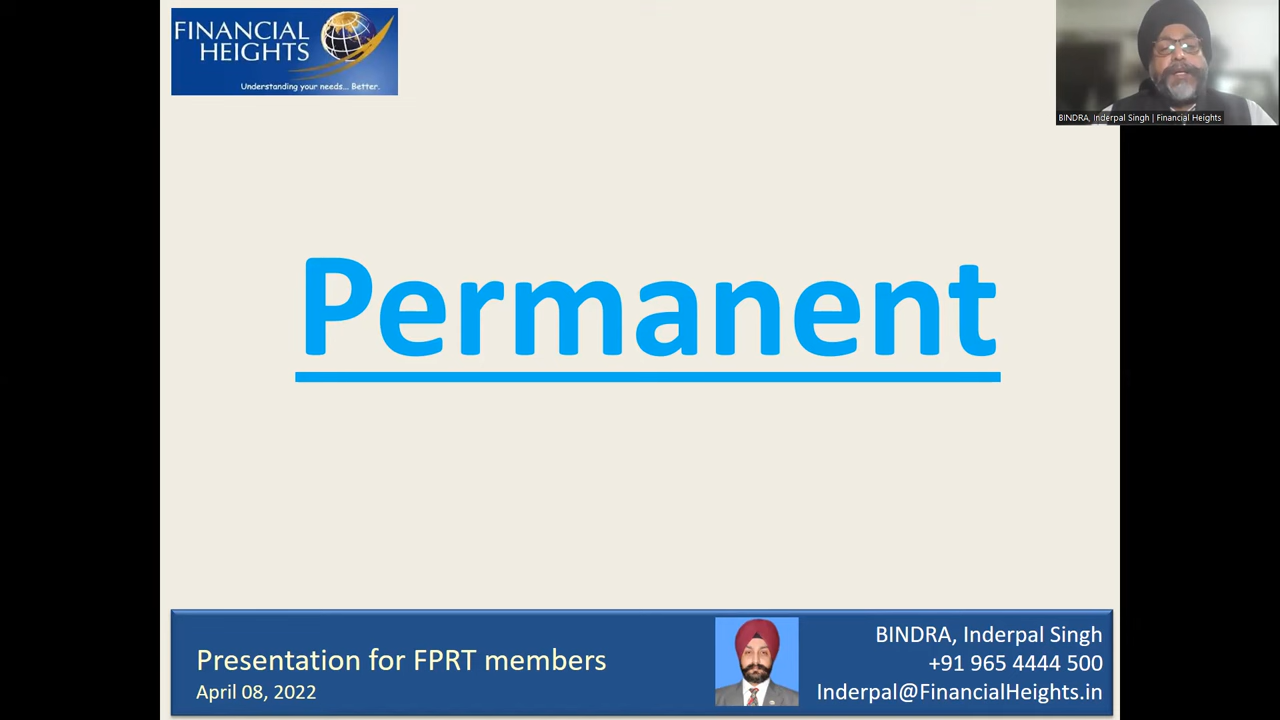 FINANCIAL
HEIGHTS
Understanding your needs... Better.
BINDRA, Inderpal Singh | Financial Heights
Permanent
Presentation for FPRT members
April 08, 2022
BINDRA, Inderpal Singh
+91 965 4444 500
Inderpal@FinancialHeights.in